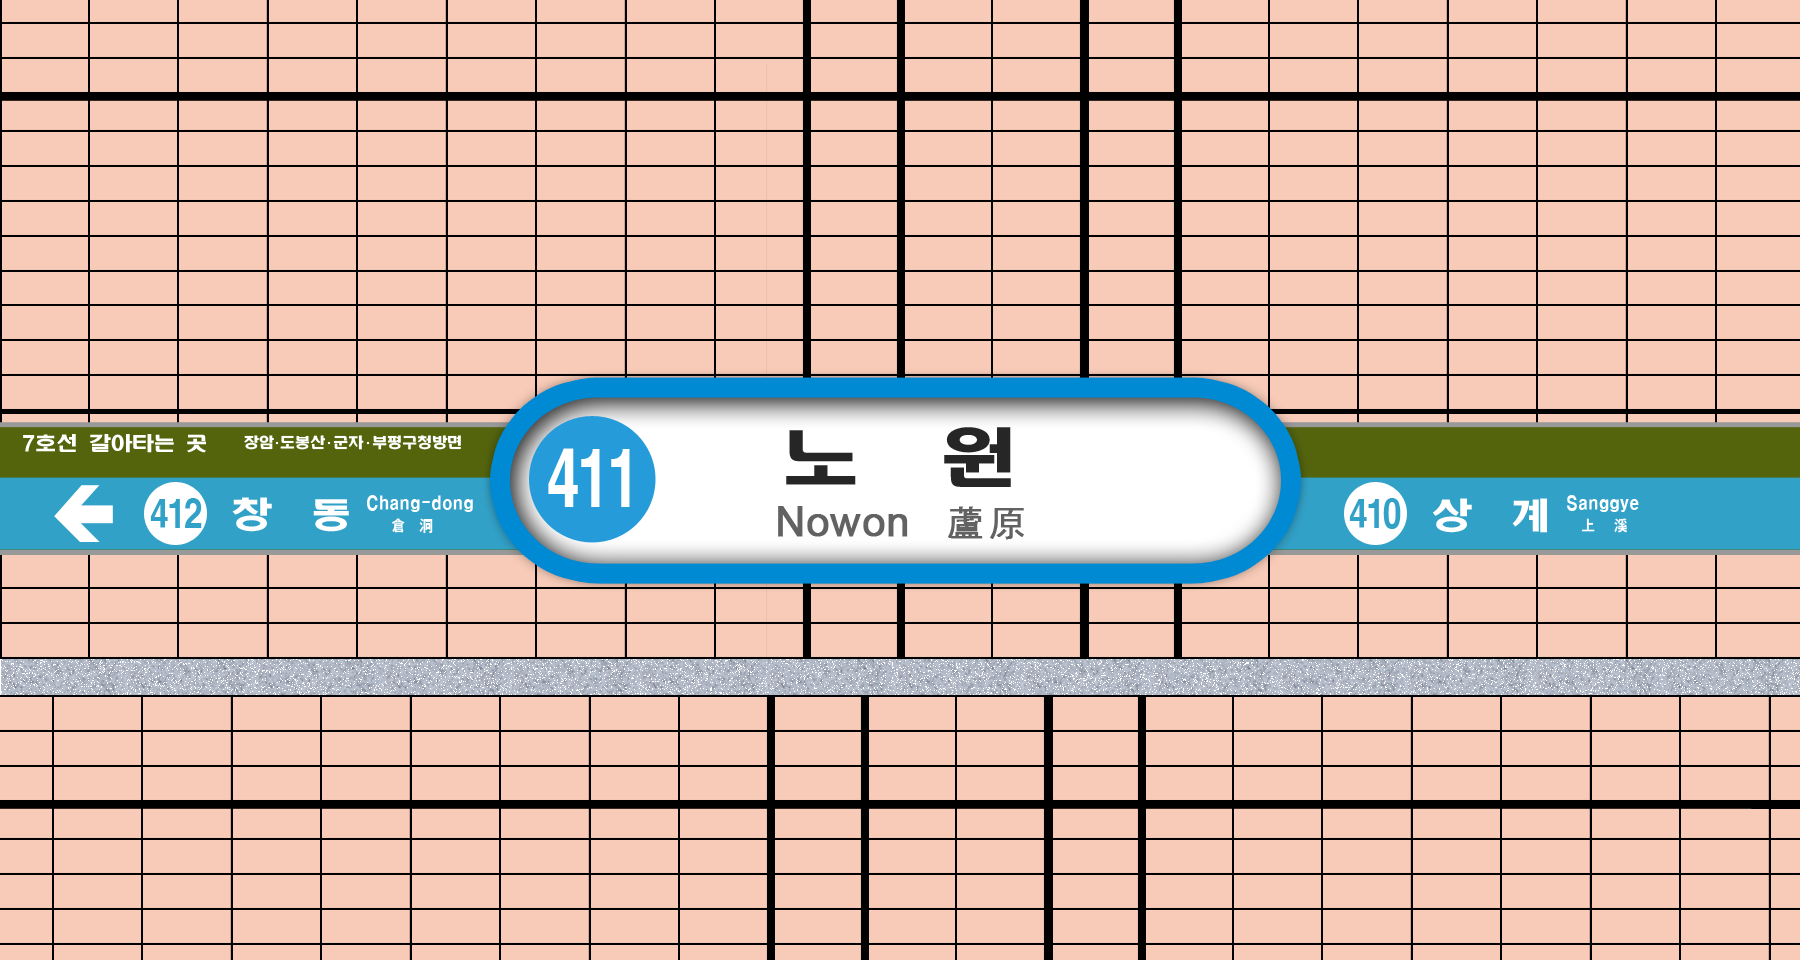 7호선 갈아타는 곳 장암·도봉산·군자·부평구청방면
412 창 동 Chang-dong
倉 洞
411 노 원
Nowon 蘆原
410 상 계 Sanggye
上 溪